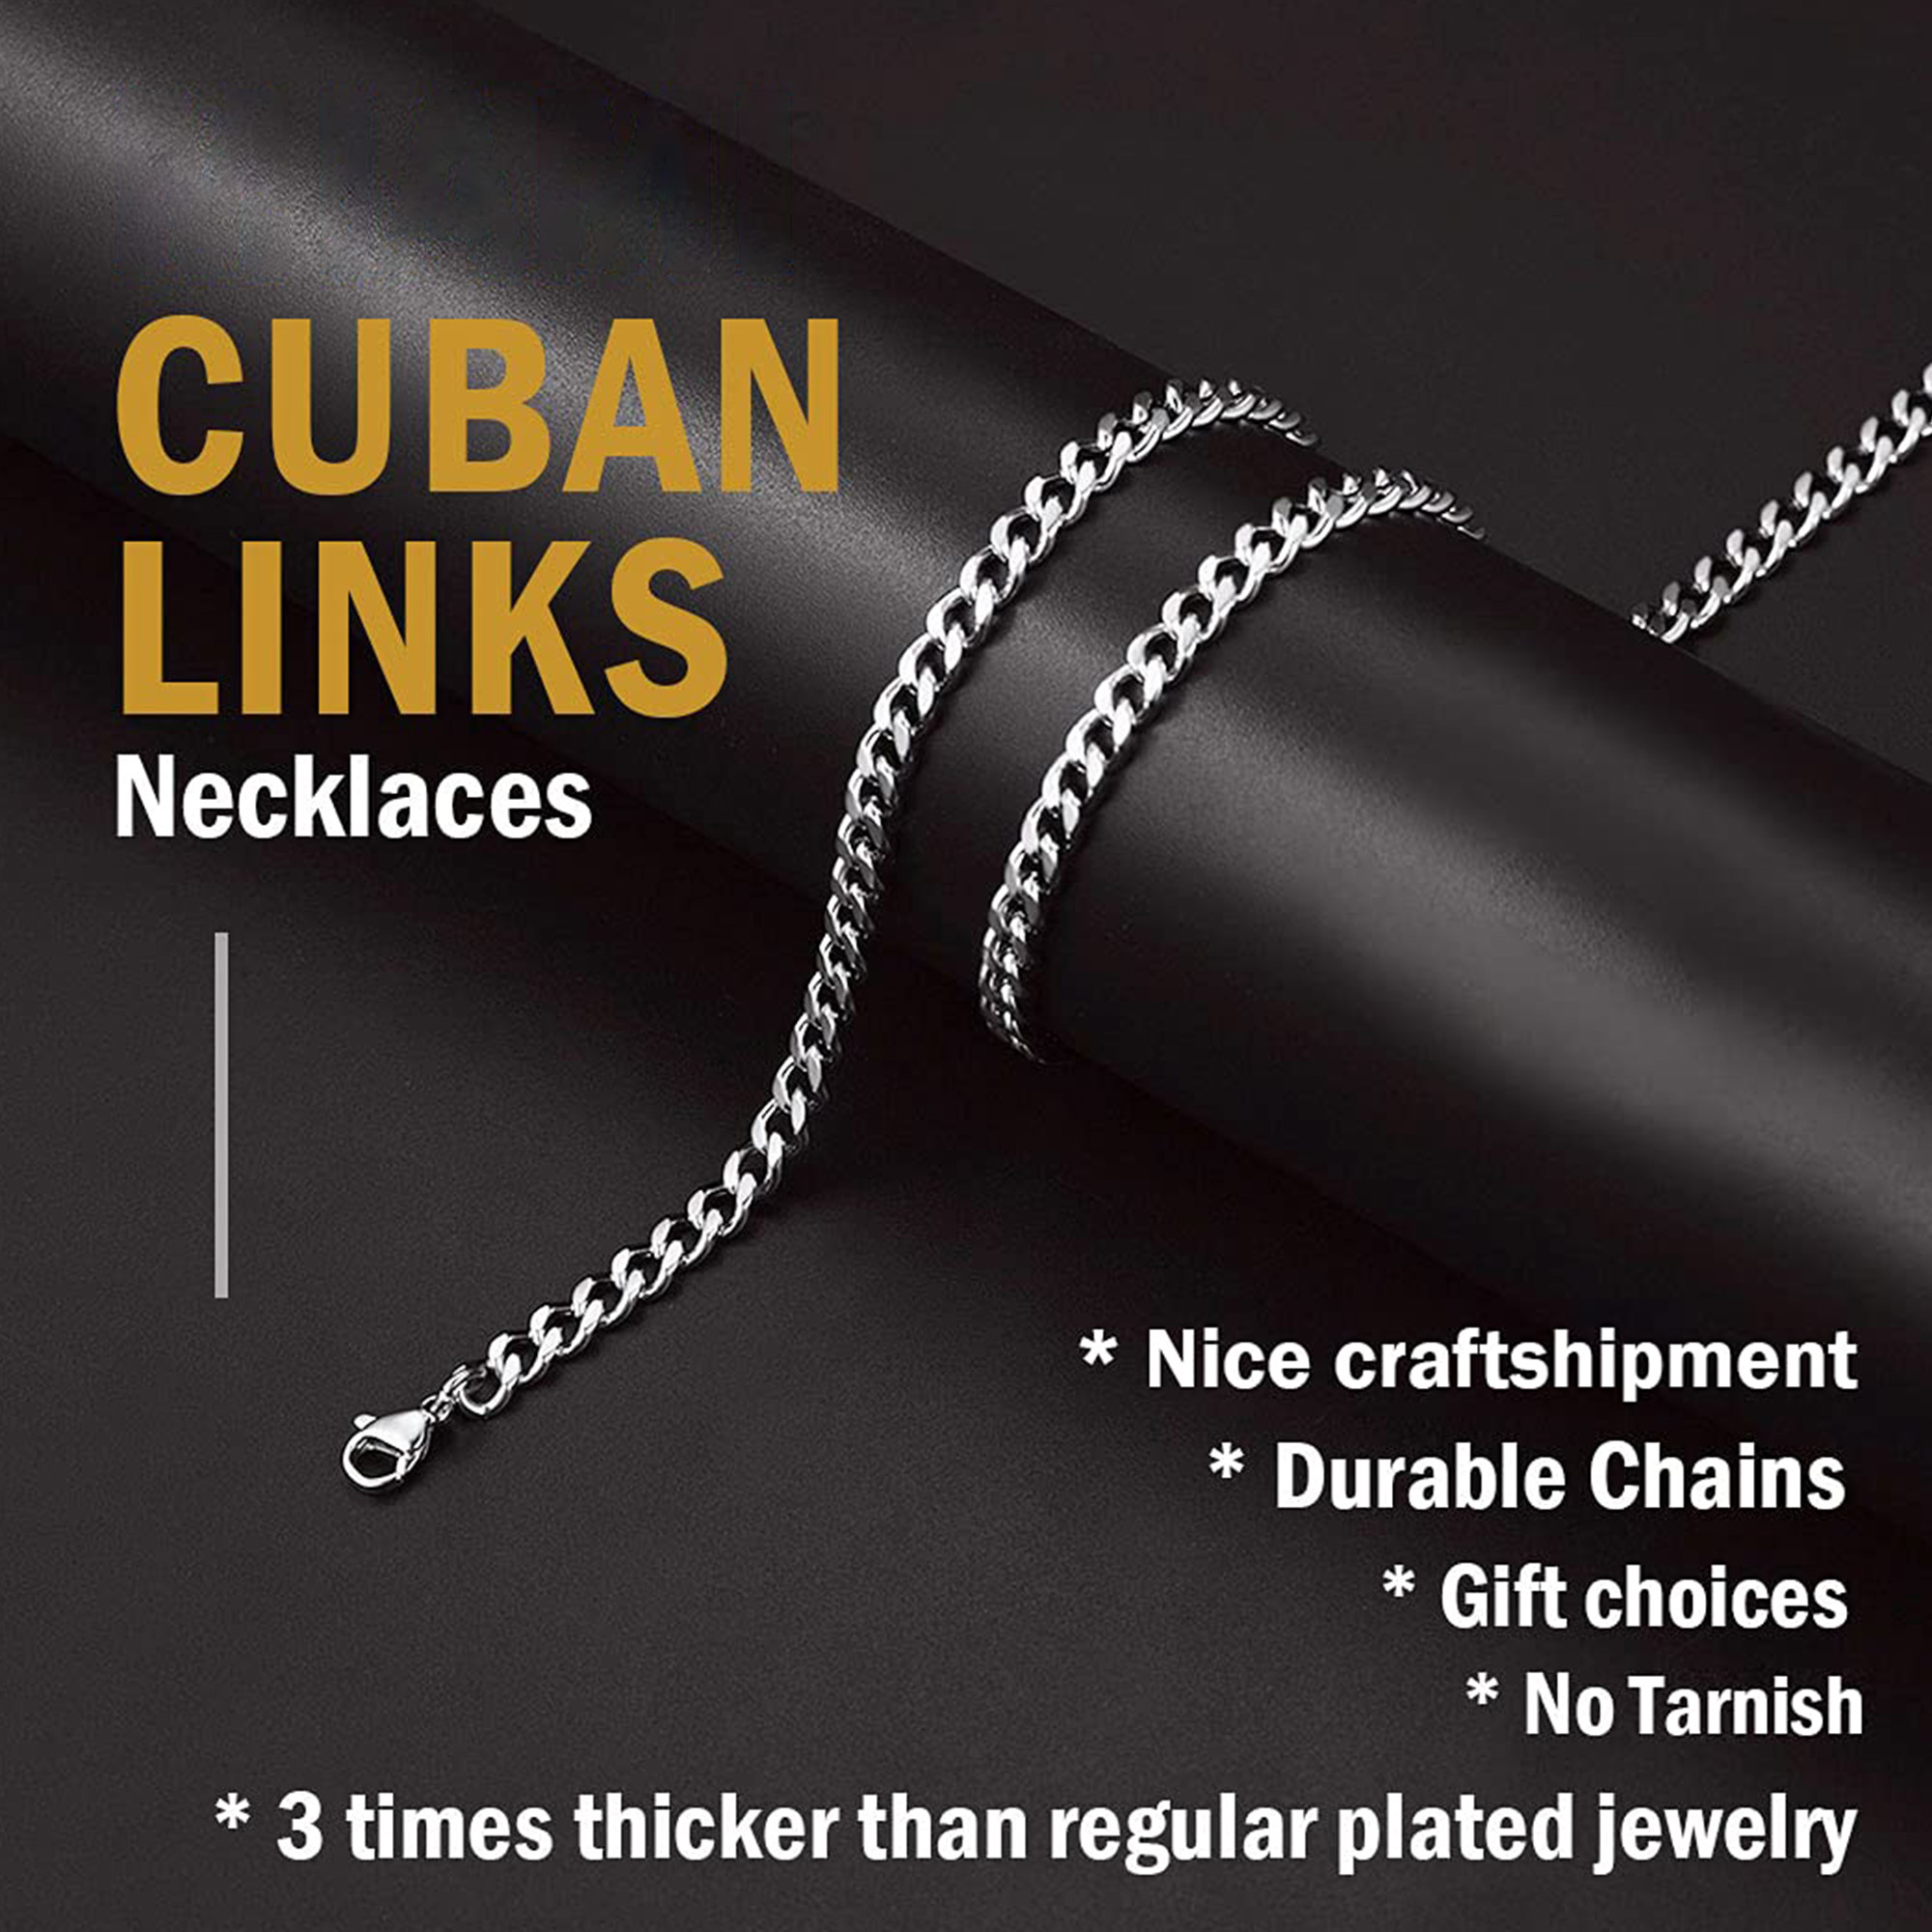 CUBAN
LINKS
Necklaces
* Nice craftshipment
* Durable Chains
* Gift choices
* No Tarnish
* 3 times thicker than regular plated jewelry